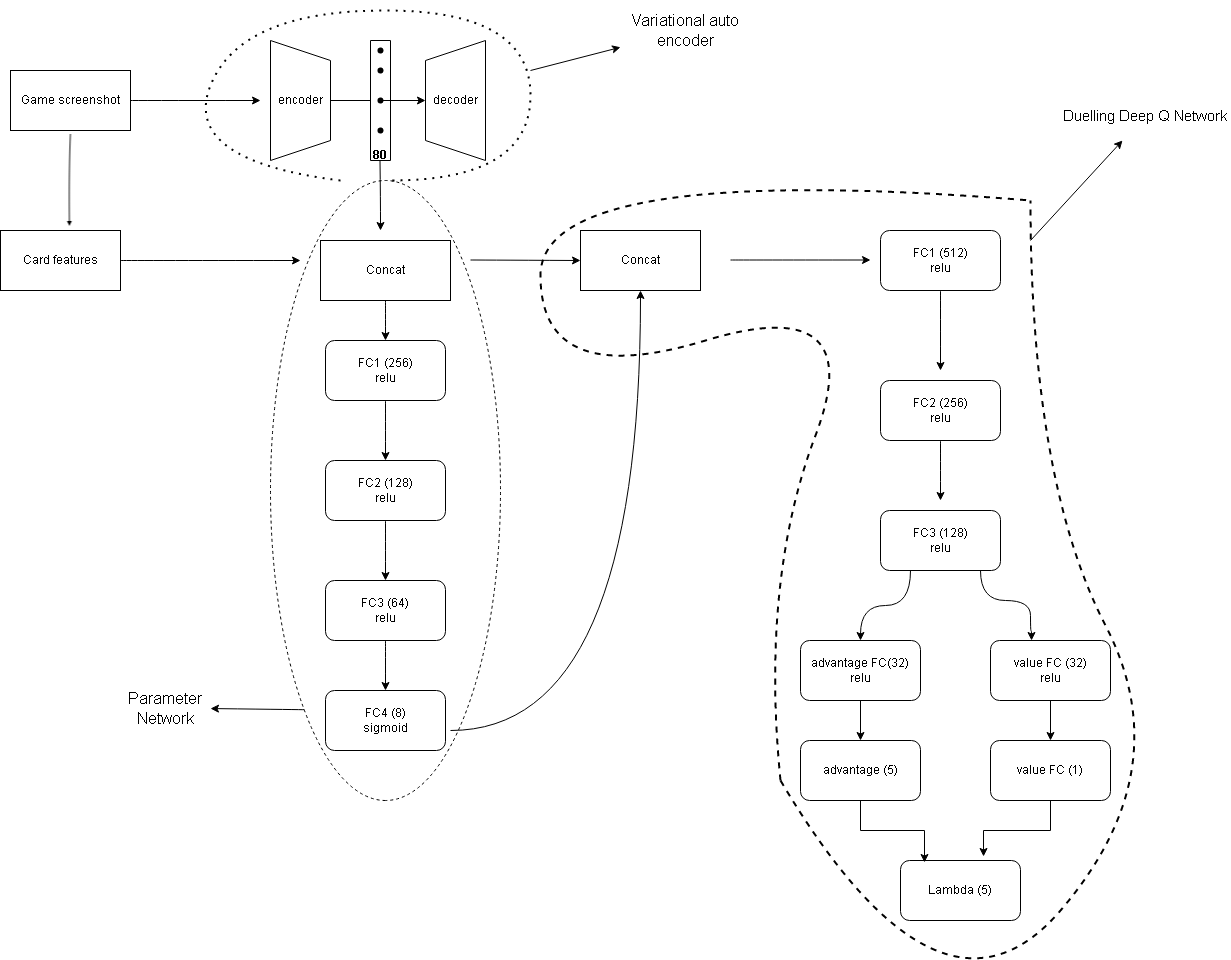 Variational auto
encoder
Game screenshot
encoder
decoder
80
Duelling Deep Q Network
Card features
Concat
Concat
FC1 (512)
relu
FC1 (256)
relu
FC2 (256)
relu
FC2 (128)
relu
FC3 (128)
relu
FC3 (64)
relu
advantage FC(32)
relu
value FC (32)
relu
Parameter
Network
FC4 (8)
sigmoid
advantage (5)
value FC (1)
Lambda (5)